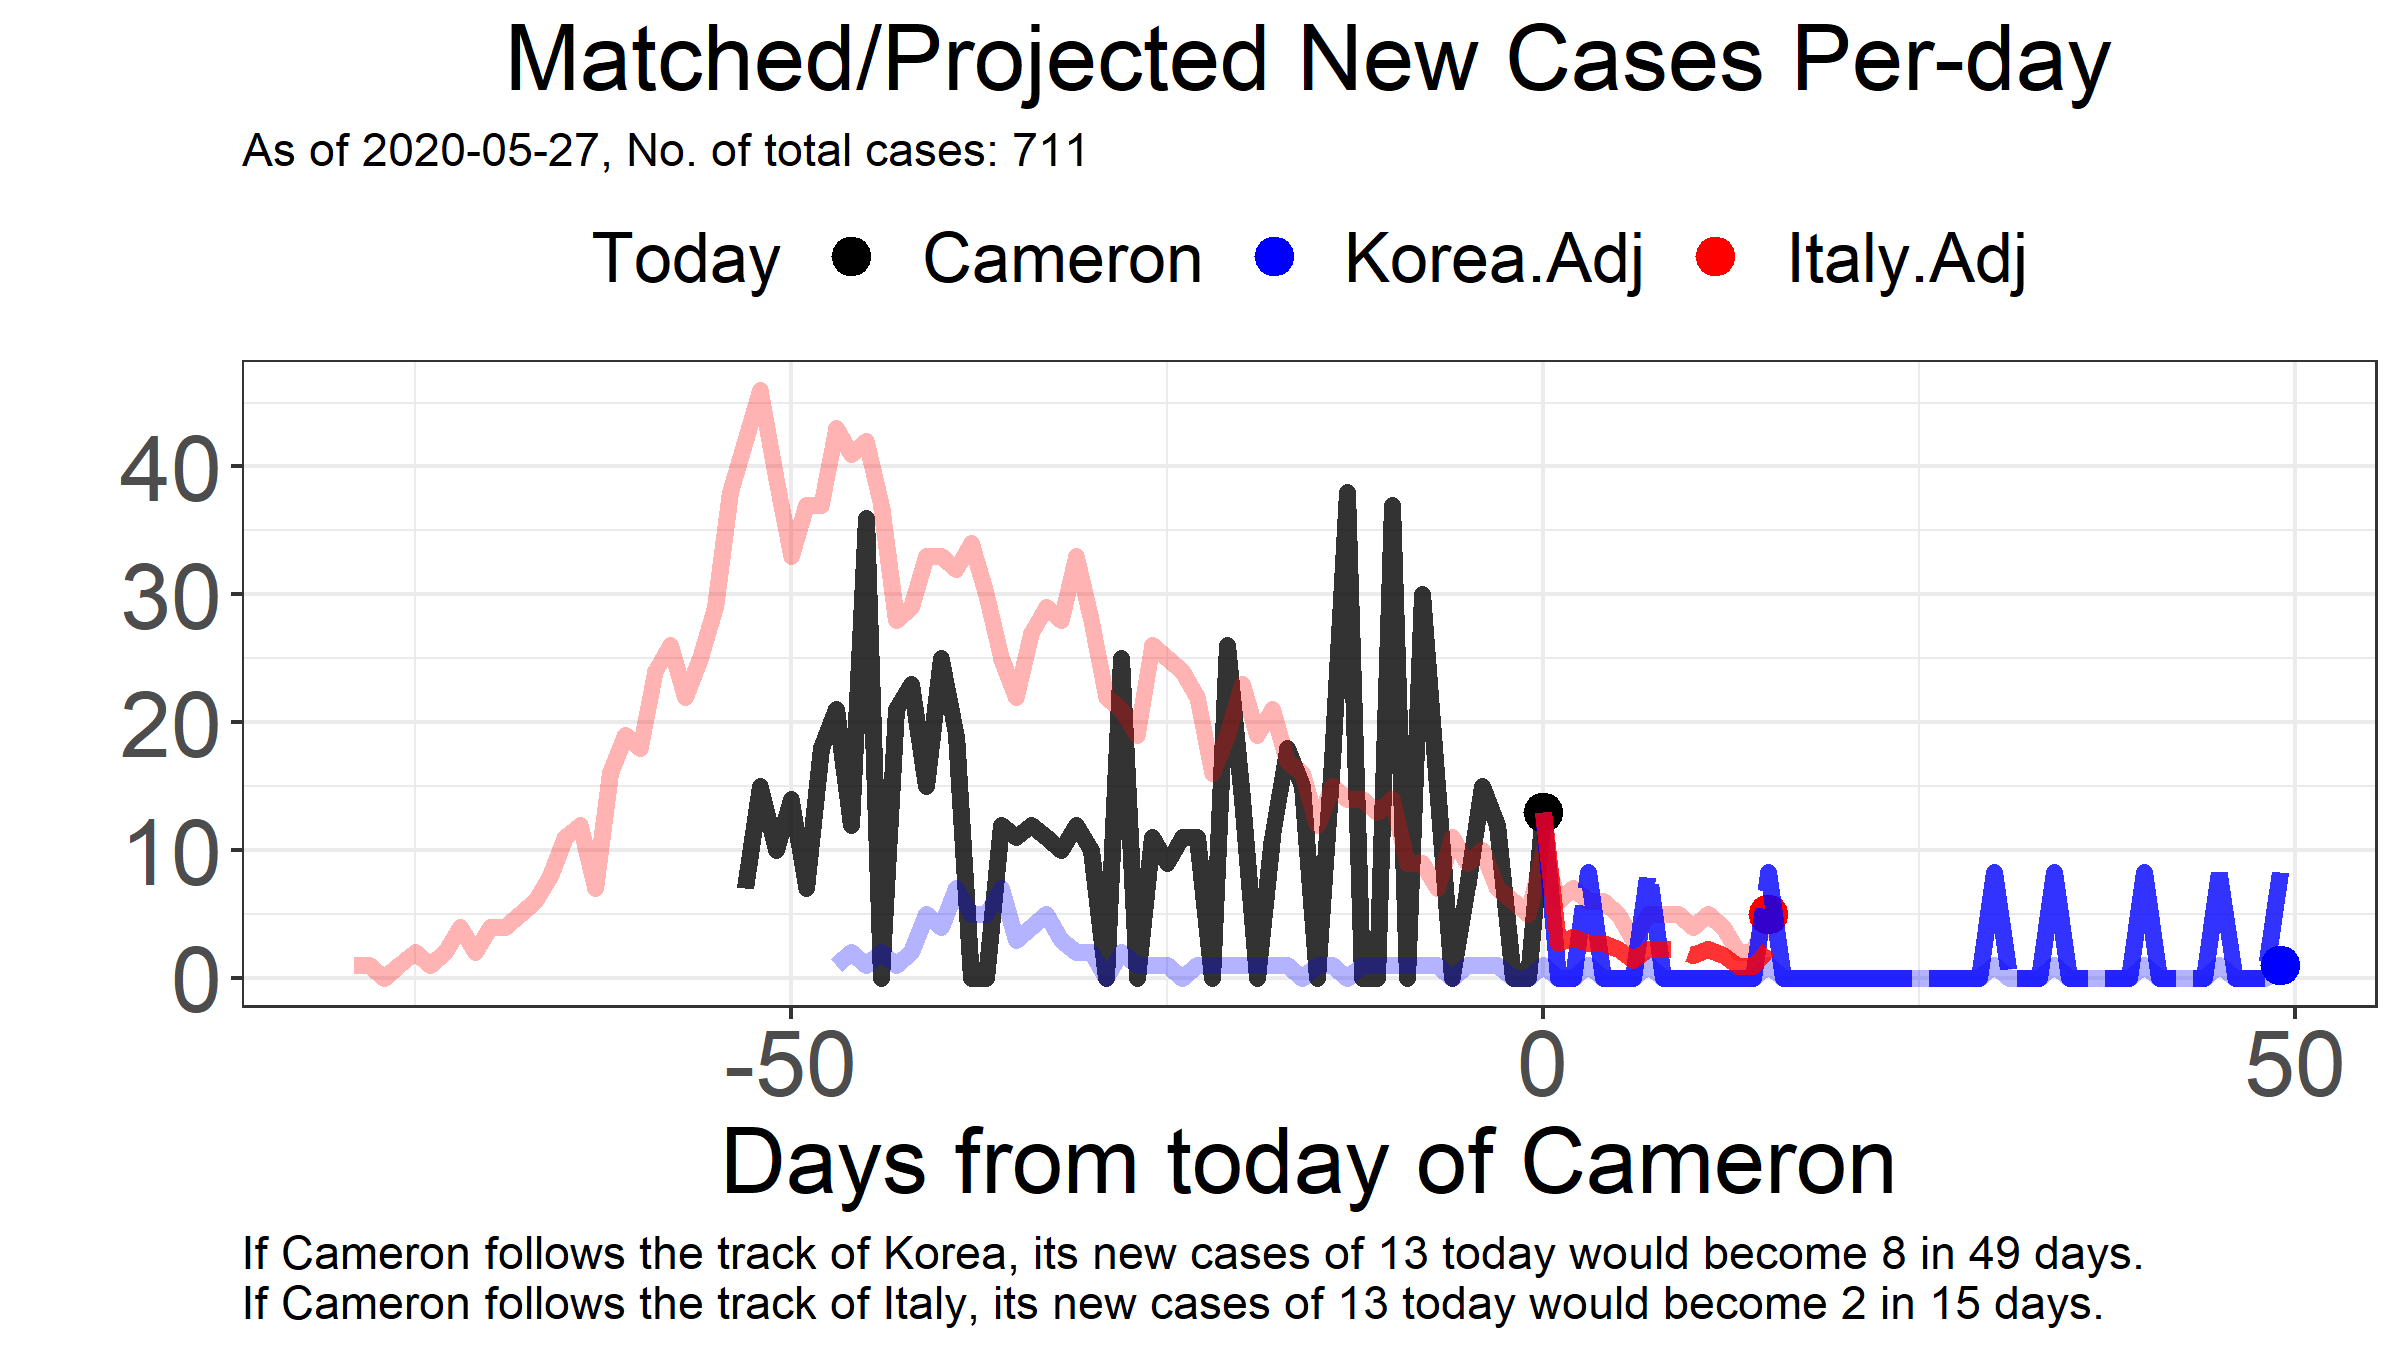 Matched/Projected New Cases Per-day
As of 2020-05-27, No. of total cases: 711
Today Cameron Korea.Adj Italy.Adj
40
30
20
10
0
-50 0 50
Days from today of Cameron
If Cameron follows the track of Korea, its new cases of 13 today would become 8 in 49 days.
If Cameron follows the track of Italy, its new cases of 13 today would become 2 in 15 days.